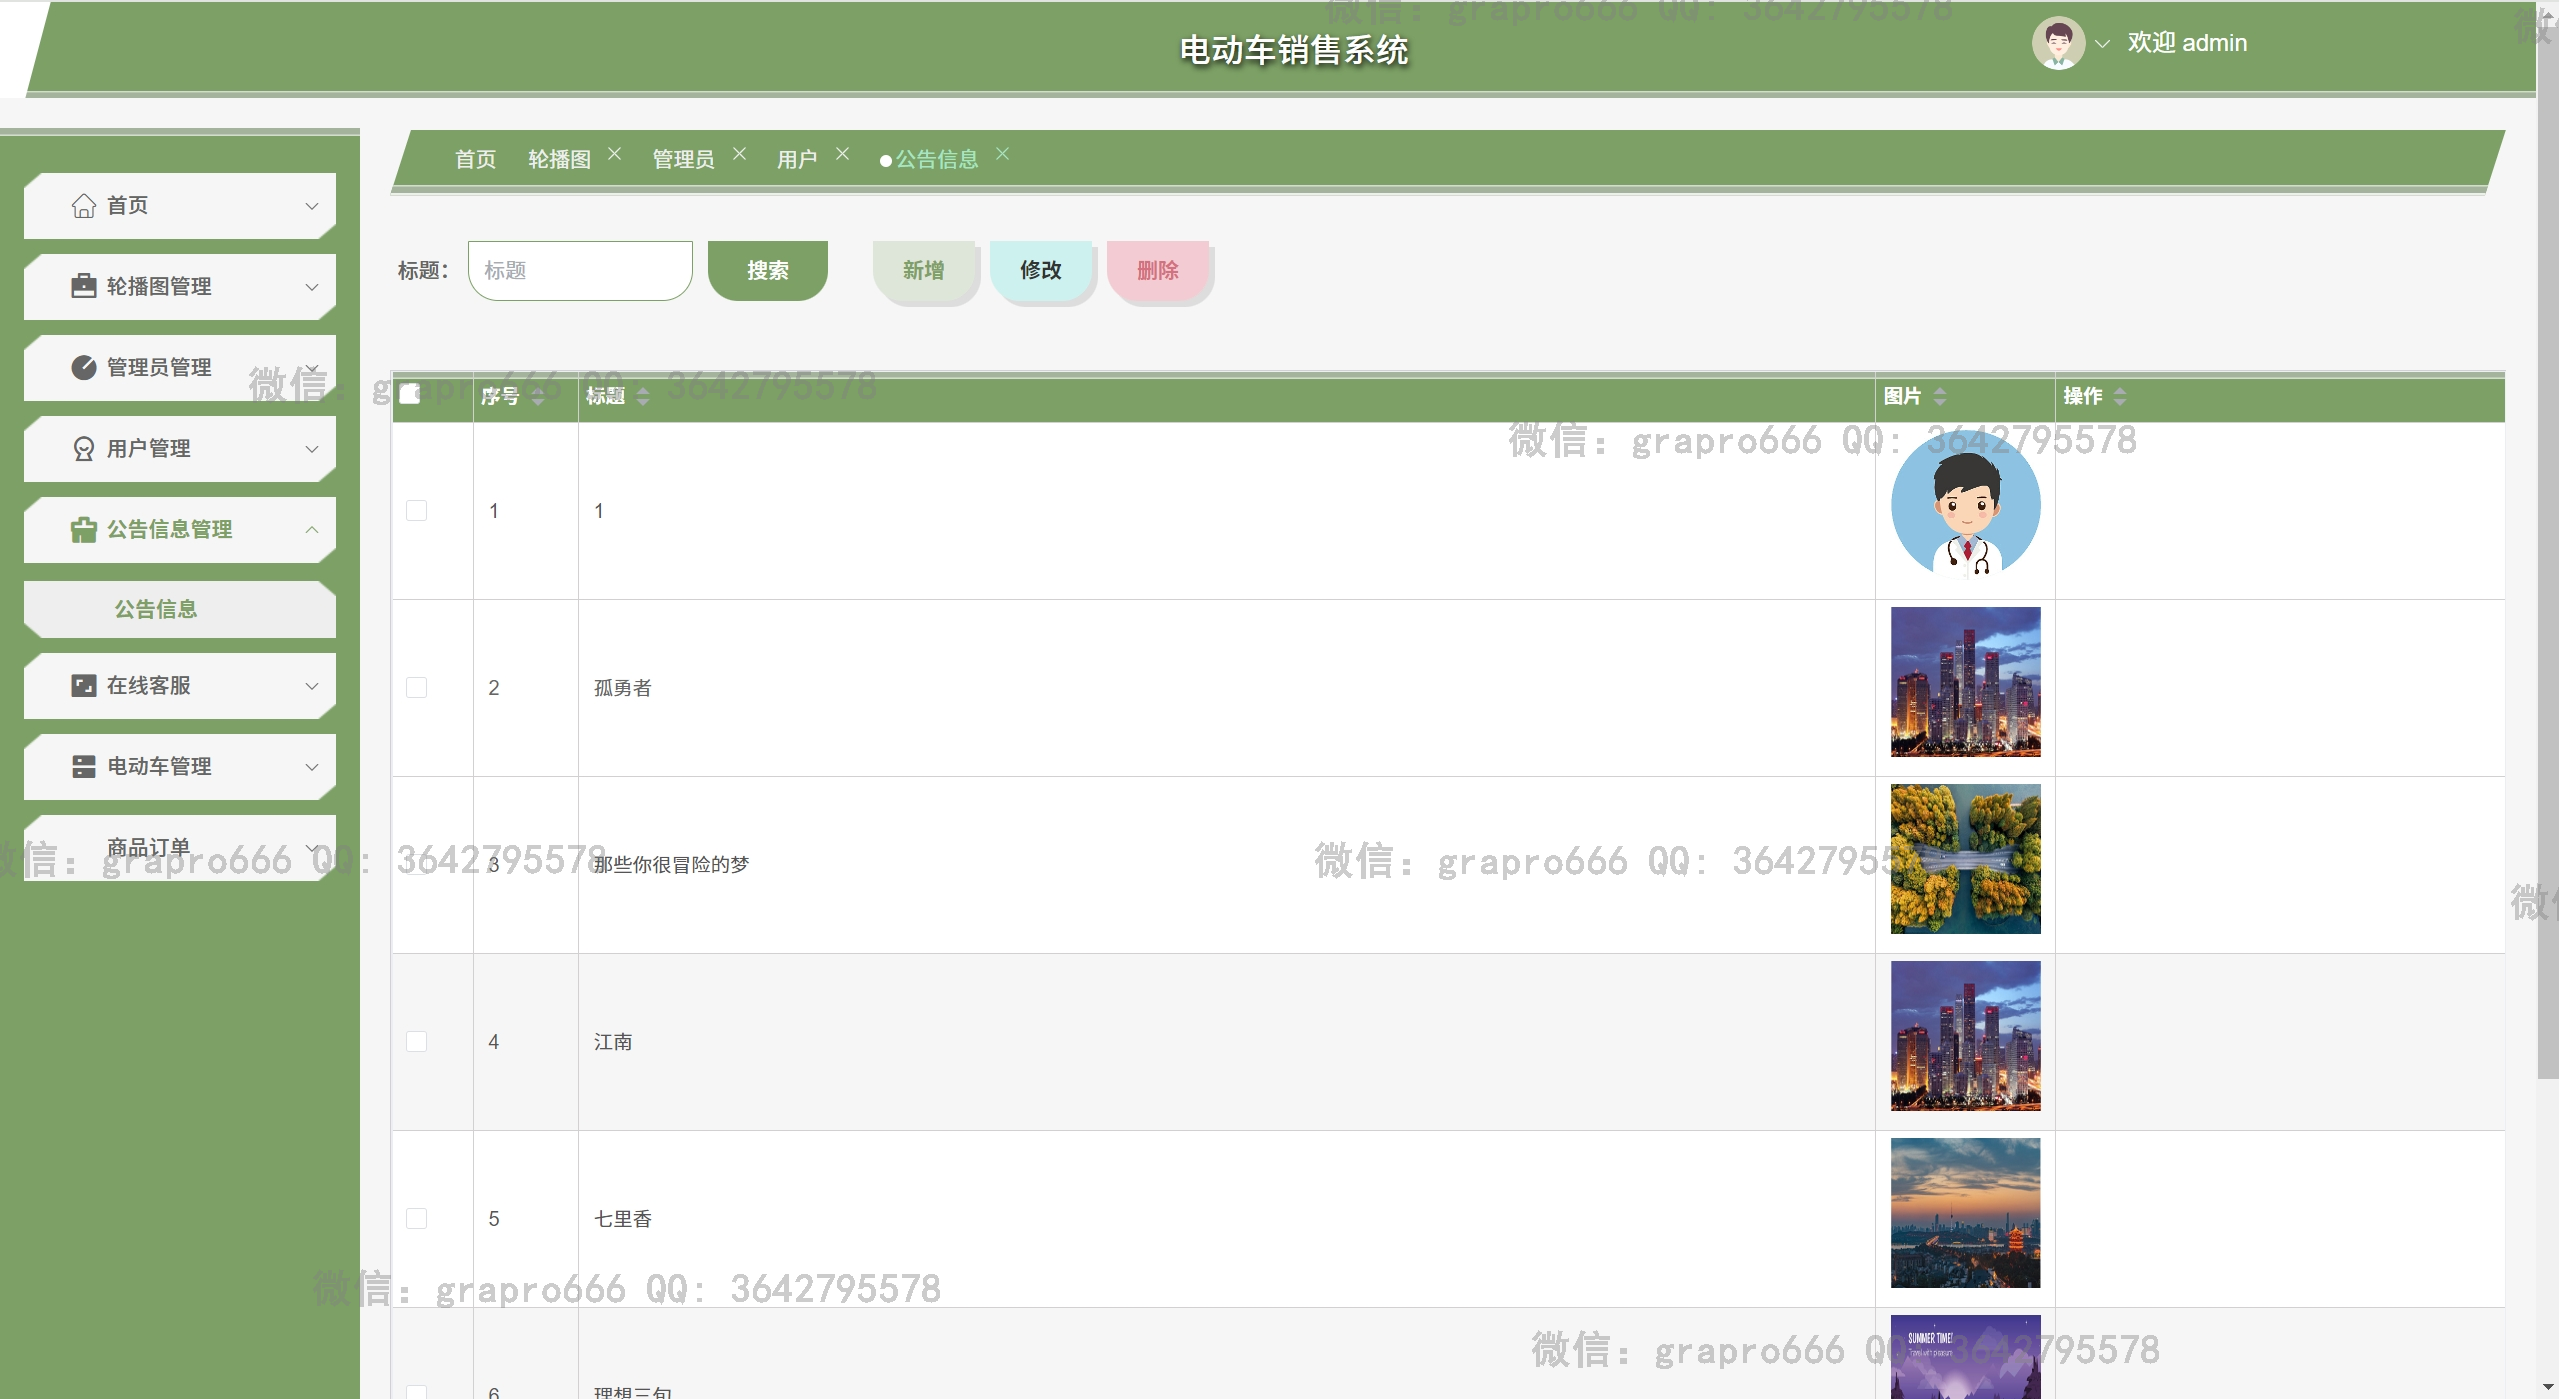 微信: grapro666 QQ: 3642795578
电动车销售系统
欢迎 admin
首页 轮播图 管理员 用户 公告信息
首页
轮播图管理
管理员管理
用户管理
公告信息管理
公告信息
在线客服
电动车管理
商品订单
标题: 标题 搜索 新增 修改 删除
微信: grapro666 QQ: 3642795578
序号 标题 图片 操作
微信: grapro666 QQ: 3642795578
1 1
2 孤勇者
微信: grapro666 QQ: 3642795578
3 那些你很冒险的梦
微信: grapro666 QQ: 36427955
4 江南
5 七里香
微信: grapro666 QQ: 3642795578
SUMMER TIME!
Travel with pleasure
微信: grapro666 QQ: 3642795578
6 理想三旬